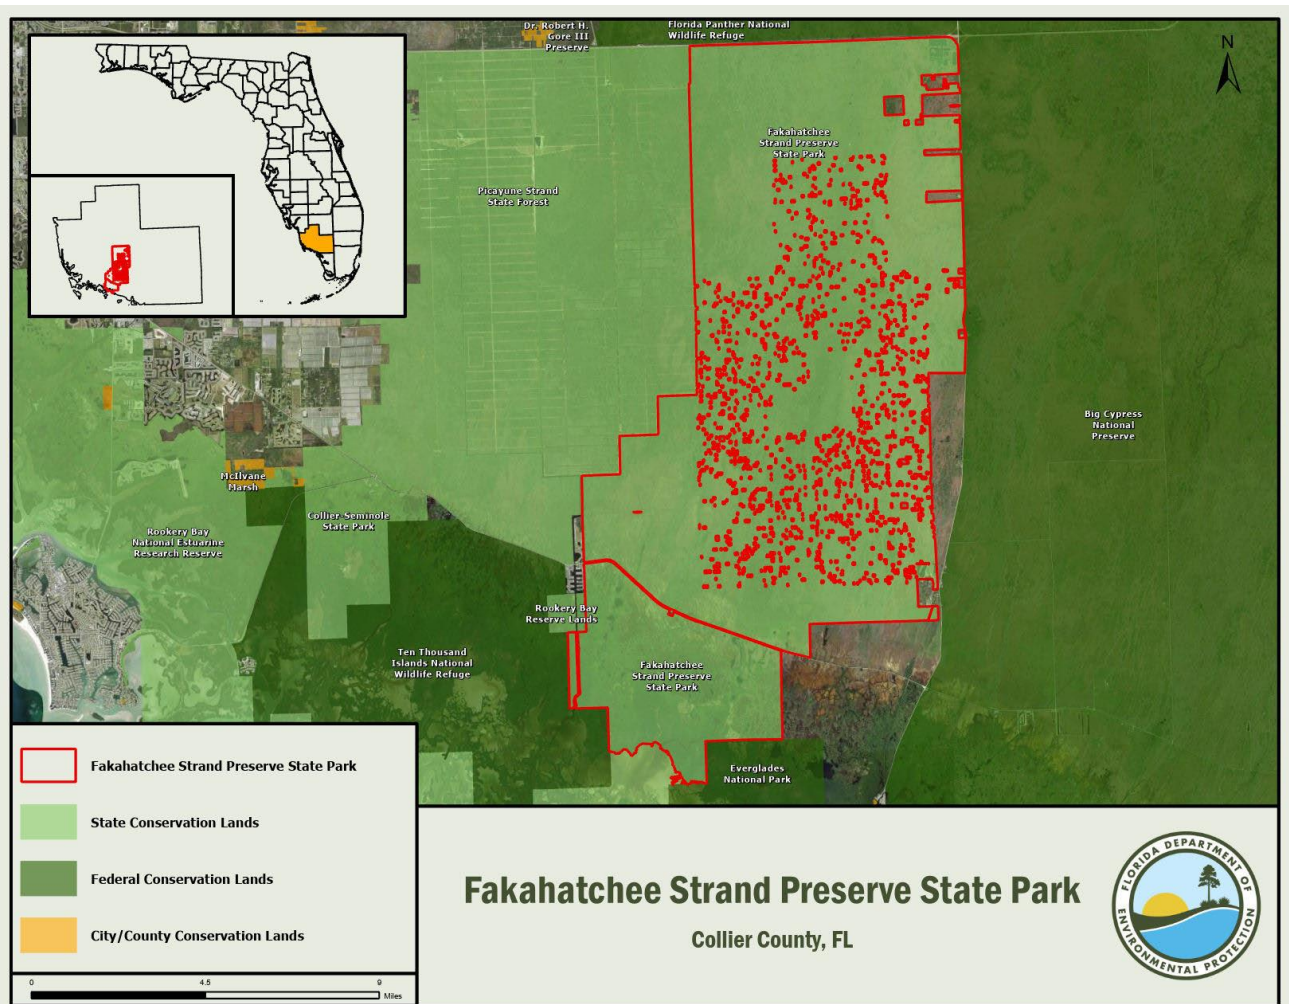 Dr. Robert H.
Gore III
Preserve
Florida Panther National
Wildlife Refuge
N
Fakahatchee
Strand Preserve
State Park
Picayune Strand
State Forest
Big Cypress
National
Preserve
McIlvane
Marsh
Collier-Seminole
State Park
Rookery Bay
National Estuarine
Research Reserve
Rookery Bay
Reserve Lands
Ten Thousand
Islands National
Wildlife Refuge
Fakahatchee
Strand Preserve
State Park
Everglades
National Park
Fakahatchee Strand Preserve State Park
State Conservation Lands
Federal Conservation Lands
City/County Conservation Lands
0 4.5 9
Miles
Fakahatchee Strand Preserve State Park
Collier County, FL
FLORIDA DEPARTMENT OF
ENVIRONMENTAL PROTECTION